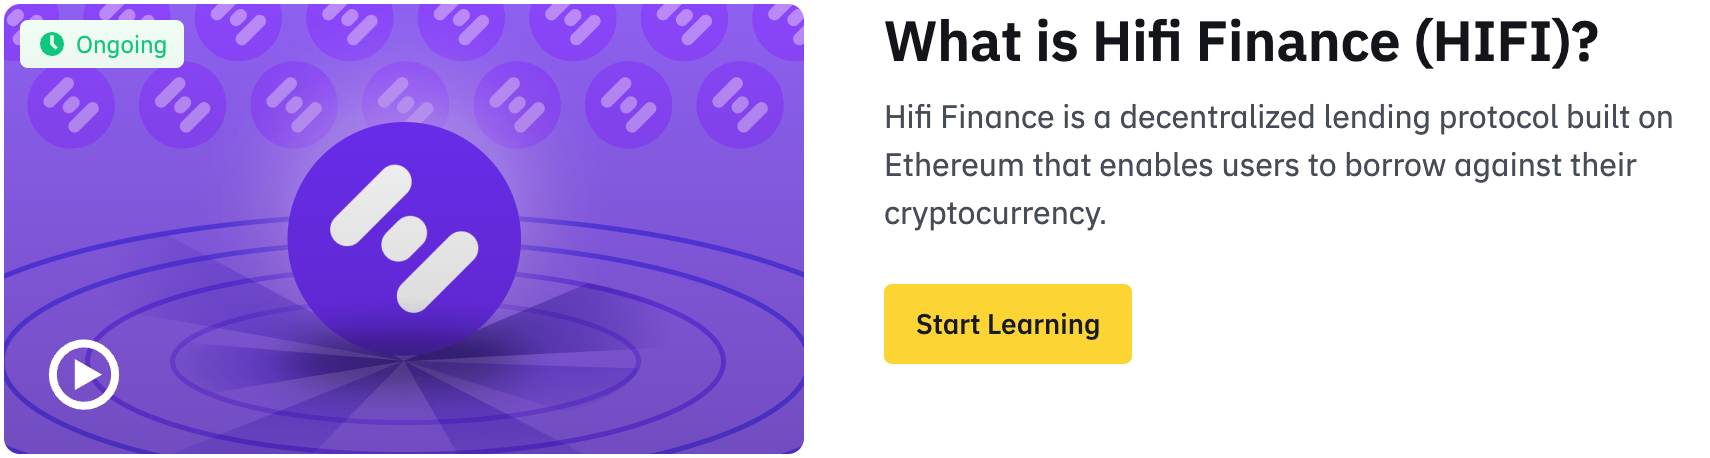 Ongoing
What is Hifi Finance (HIFI)?
Hifi Finance is a decentralized lending protocol built on
Ethereum that enables users to borrow against their
cryptocurrency.
Start Learning